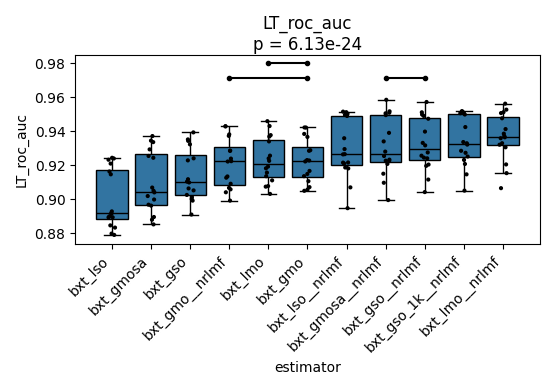 LT_roc_auc
p = 6.13e-24
LT_roc_auc
0.98
0.96
0.94
0.92
0.90
0.88
bxt_lso
bxt_gmosa
bxt_gso
bxt_gmo__nrlmf
bxt_lmo
bxt_gmo
bxt_lso__nrlmf
bxt_gmosa__nrlmf
bxt_gso__nrlmf
bxt_gso_1k__nrlmf
bxt_lmo__nrlmf
estimator